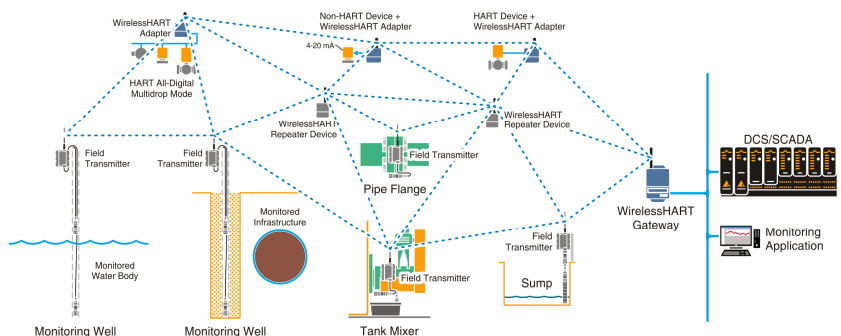 WirelessHART
Adapter
HART All-Digital
Multidrop Mode
Non-HART Device +
WirelessHART Adapter
4-20 mA
HART Device +
WirelessHART Adapter
WirelessHART
Repeater Device
WirelessHART
Repeater Device
Field
Transmitter
Field
Transmitter
Field Transmitter
Pipe Flange
DCS/SCADA
WirelessHART
Gateway
Monitored
Infrastructure
Field
Transmitter
Monitoring
Application
Monitored
Water Body
Field Transmitter
Sump
Monitoring Well
Monitoring Well
Tank Mixer